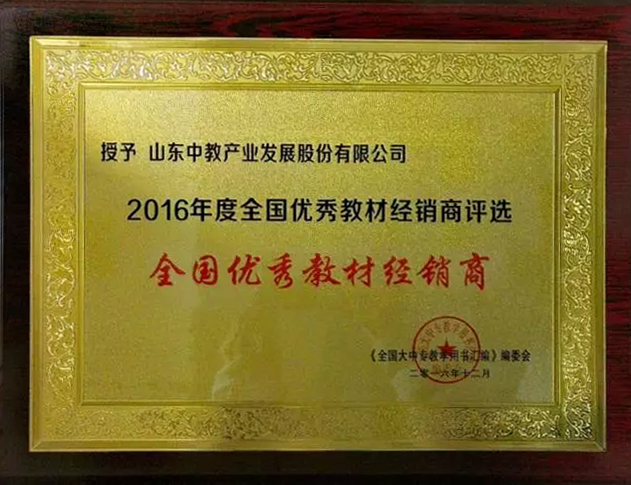 授予 山东中教产业发展股份有限公司
2016年度全国优秀教材经销商评选
全国优秀教材经销商
《全国大中专教学用书汇编》编委会
二零一六年十二月